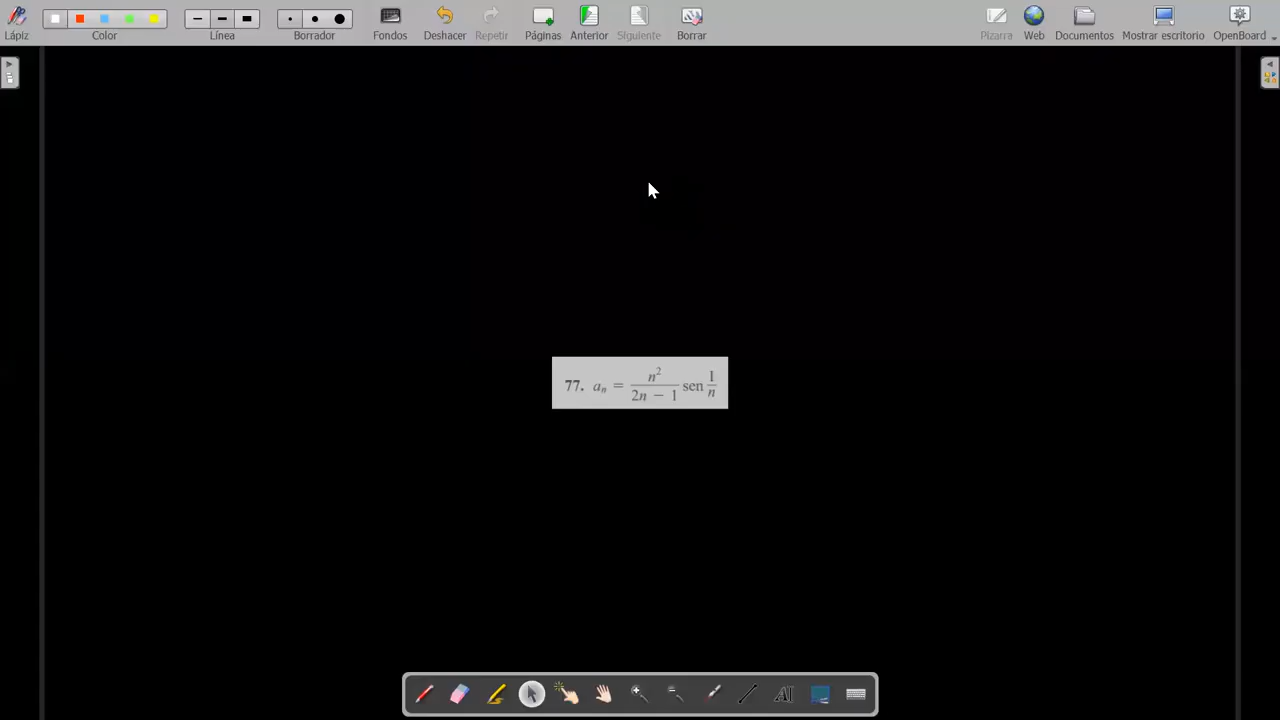 Lápiz Color Línea Borrador Fondos Deshacer Repetir Páginas Anterior Siguiente Borrar Pizarra Web Documentos Mostrar escritorio OpenBoard
77. aₙ = n²/(2n − 1) sen 1/n
AI